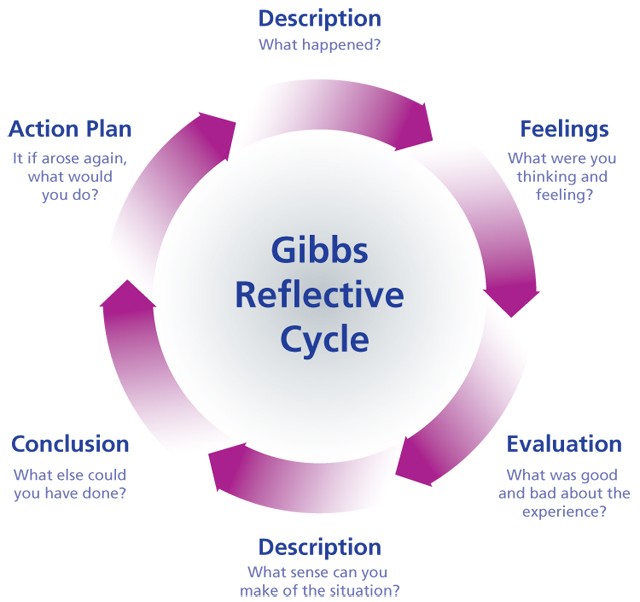 Description
What happened?
Feelings
What were you
thinking and
feeling?
Evaluation
What was good
and bad about the
experience?
Description
What sense can you
make of the situation?
Conclusion
What else could
you have done?
Action Plan
It if arose again,
what would
you do?
Gibbs
Reflective
Cycle